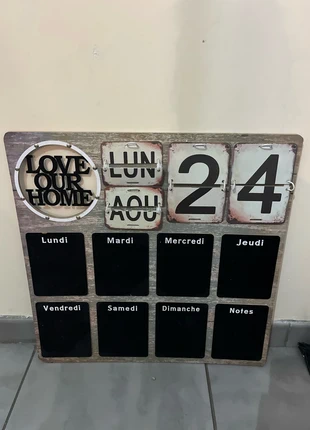 LOVE
OUR
HOME
LUN
AOU
24
Lundi Mardi Mercredi Jeudi
Vendredi Samedi Dimanche Notes